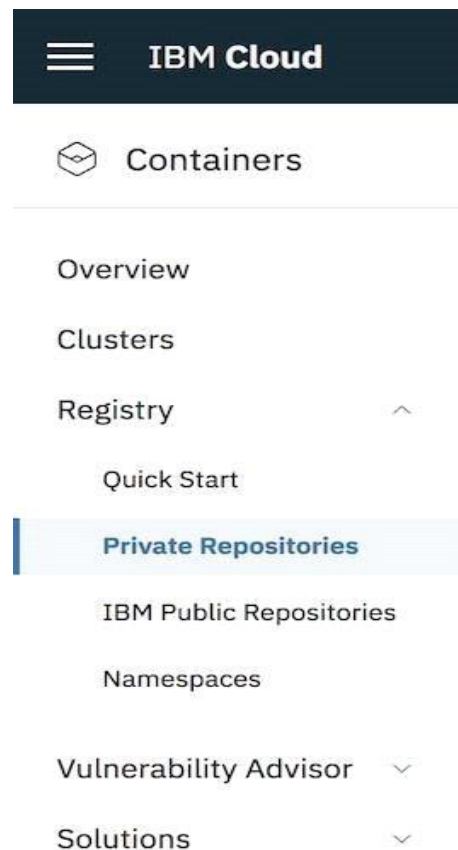 IBM Cloud
Containers
Overview
Clusters
Registry
Quick Start
Private Repositories
IBM Public Repositories
Namespaces
Vulnerability Advisor
Solutions